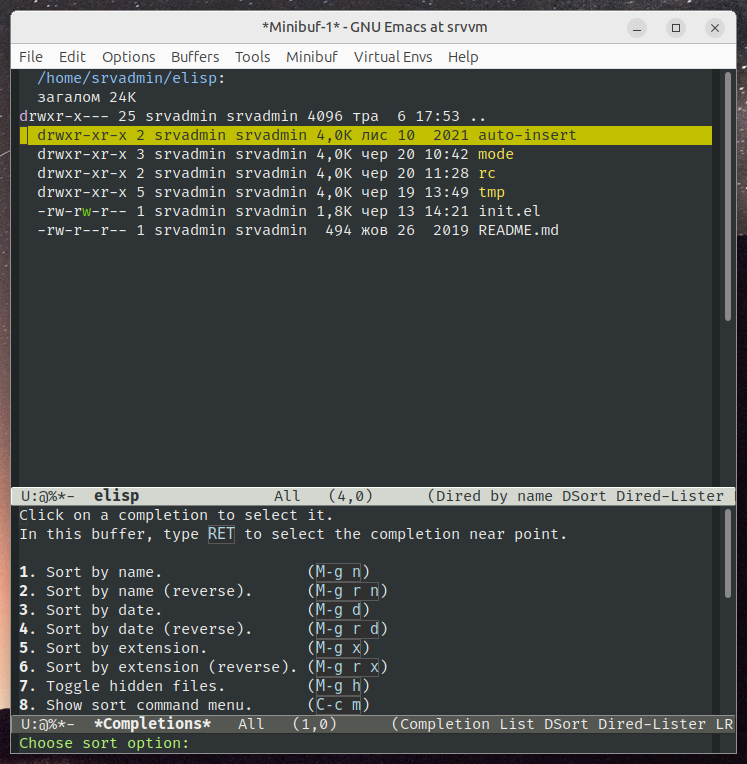 *Minibuf-1* - GNU Emacs at srvvm
File Edit Options Buffers Tools Minibuf Virtual Envs Help
/home/srvadmin/elisp:
загалом 24K
drwxr-x--- 25 srvadmin srvadmin 4096 тра  6 17:53 ..
drwxr-xr-x 2 srvadmin srvadmin 4,0K лис 10  2021 auto-insert
drwxr-xr-x 3 srvadmin srvadmin 4,0K чер 20 10:42 mode
drwxr-xr-x 2 srvadmin srvadmin 4,0K чер 20 11:28 rc
drwxr-xr-x 5 srvadmin srvadmin 4,0K чер 19 13:49 tmp
-rw-rw-r-- 1 srvadmin srvadmin 1,8K чер 13 14:21 init.el
-rw-r--r-- 1 srvadmin srvadmin  494 жов 26  2019 README.md
U:@%*-  elisp               All   (4,0)      (Dired by name DSort Dired-Lister
Click on a completion to select it.
In this buffer, type RET to select the completion near point.
1. Sort by name.                (M-g n)
2. Sort by name (reverse).      (M-g r n)
3. Sort by date.                (M-g d)
4. Sort by date (reverse).      (M-g r d)
5. Sort by extension.           (M-g x)
6. Sort by extension (reverse). (M-g r x)
7. Toggle hidden files.         (M-g h)
8. Show sort command menu.      (C-c m)
U:@%*-  *Completions*   All   (1,0)      (Completion List DSort Dired-Lister LR
Choose sort option: